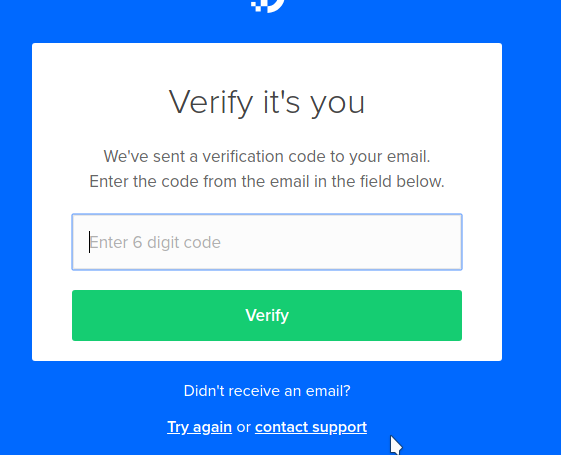 Verify it's you
We've sent a verification code to your email.
Enter the code from the email in the field below.
Enter 6 digit code
Verify
Didn't receive an email?
Try again or contact support